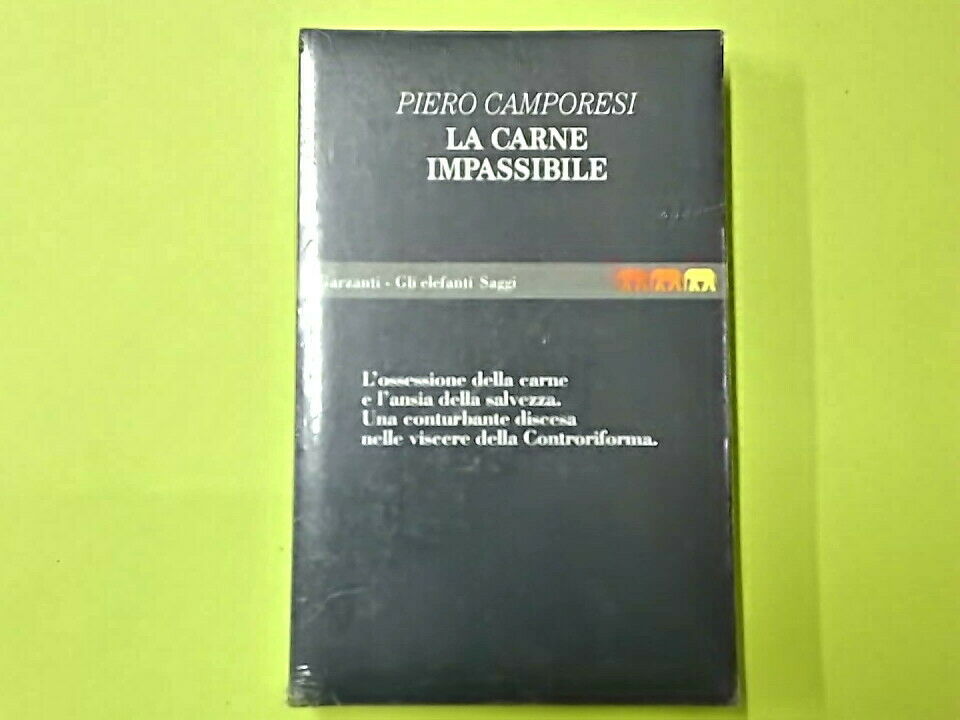 PIERO CAMPORESI
LA CARNE
IMPASSIBILE
Garzanti - Gli elefanti Saggi
L'ossessione della carne
e l'ansia della salvezza.
Una conturbante discesa
nelle viscere della Controriforma.